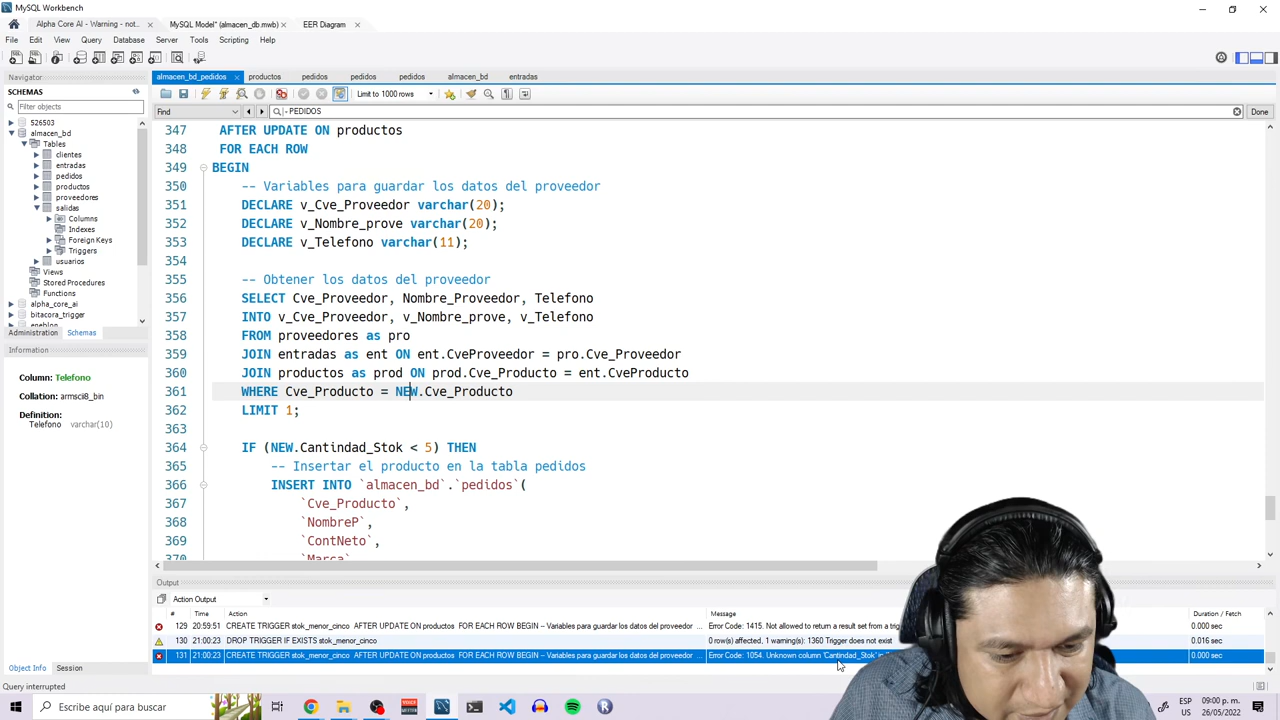 MySQL Workbench
Alpha Core AI - Warning - not...
MySQL Model* (almacen_db.mwb)
EER Diagram
File Edit View Query Database Server Tools Scripting Help
Navigator
SCHEMAS
Filter objects
526503
almacen_bd
Tables
clientes
entradas
pedidos
productos
proveedores
salidas
Columns
Indexes
Foreign Keys
Triggers
usuarios
Views
Stored Procedures
Functions
alpha_core_ai
bitacora_trigger
Administration Schemas
Information
Column: Telefono
Collation: armscii8_bin
Definition:
Telefono varchar(10)
Object Info Session
Query interrupted
almacen_bd_pedidos productos pedidos pedidos pedidos almacen_bd entradas
Limit to 1000 rows
Find PEDIDOS Done
347 AFTER UPDATE ON productos
348 FOR EACH ROW
349 BEGIN
350 -- Variables para guardar los datos del proveedor
351 DECLARE v_Cve_Proveedor varchar(20);
352 DECLARE v_Nombre_prove varchar(20);
353 DECLARE v_Telefono varchar(11);
354
355 -- Obtener los datos del proveedor
356 SELECT Cve_Proveedor, Nombre_Proveedor, Telefono
357 INTO v_Cve_Proveedor, v_Nombre_prove, v_Telefono
358 FROM proveedores as pro
359 JOIN entradas as ent ON ent.CveProveedor = pro.Cve_Proveedor
360 JOIN productos as prod ON prod.Cve_Producto = ent.CveProducto
361 WHERE Cve_Producto = NEW.Cve_Producto
362 LIMIT 1;
363
364 IF (NEW.Cantindad_Stok < 5) THEN
365 -- Insertar el producto en la tabla pedidos
366 INSERT INTO `almacen_bd`.`pedidos`(
367 `Cve_Producto`,
368 `NombreP`,
369 `ContNeto`,
370 `Marca`
Output
Action Output
# Time Action Message Duration / Fetch
129 20:59:51 CREATE TRIGGER stok_menor_cinco AFTER UPDATE ON productos FOR EACH ROW BEGIN -- Variables para guardar los datos del proveedor ... Error Code: 1415. Not allowed to return a result set from a trig 0.000 sec
130 21:00:23 DROP TRIGGER IF EXISTS stok_menor_cinco 0 row(s) affected, 1 warning(s): 1360 Trigger does not exist 0.016 sec
131 21:00:23 CREATE TRIGGER stok_menor_cinco AFTER UPDATE ON productos FOR EACH ROW BEGIN -- Variables para guardar los datos del proveedor ... Error Code: 1054. Unknown column 'Cantindad_Stok' in 0.000 sec
Escribe aquí para buscar
ESP
US
09:00 p. m.
26/05/2022